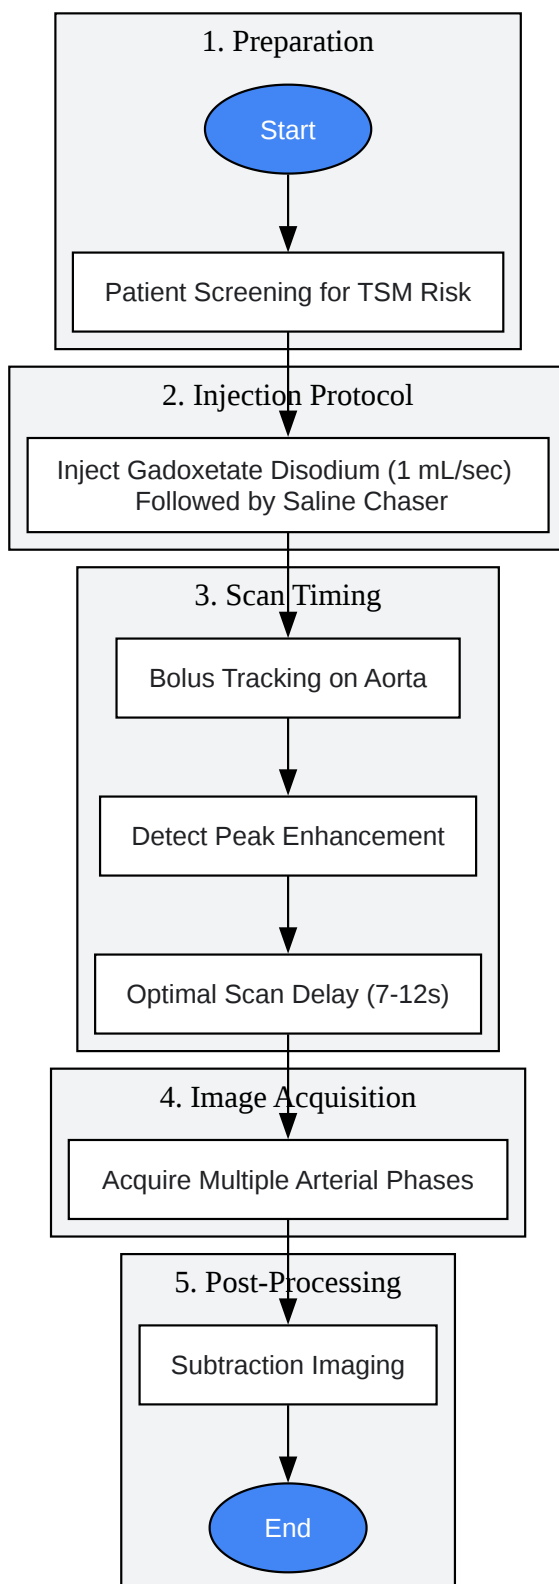 1. Preparation
Start
Patient Screening for TSM Risk
2. Injection Protocol
Inject Gadoxetate Disodium (1 mL/sec)
Followed by Saline Chaser
3. Scan Timing
Bolus Tracking on Aorta
Detect Peak Enhancement
Optimal Scan Delay (7-12s)
4. Image Acquisition
Acquire Multiple Arterial Phases
5. Post-Processing
Subtraction Imaging
End